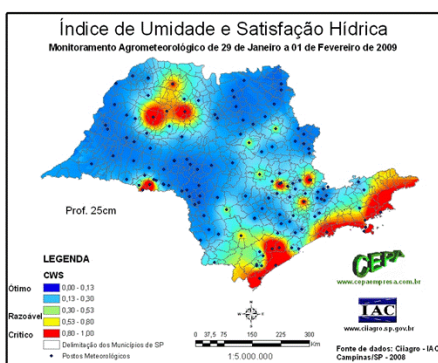 Índice de Umidade e Satisfação Hídrica
Monitoramento Agrometeorológico de 29 de Janeiro a 01 de Fevereiro de 2009
Prof. 25cm
LEGENDA
CWS
Ótimo
0,00 - 0,13
0,13 - 0,30
Razoável
0,30 - 0,53
0,53 - 0,80
Crítico
0,80 - 1,00
Delimitação dos Municípios de SP
Postos Meteorológicos
0 37,5 75 150 225 300
Km
1:5.000.000
CEPA
www.cepaempresa.com.br
IAC
www.ciiagro.sp.gov.br
Fonte de dados: Ciiagro - IAC
Campinas/SP - 2008